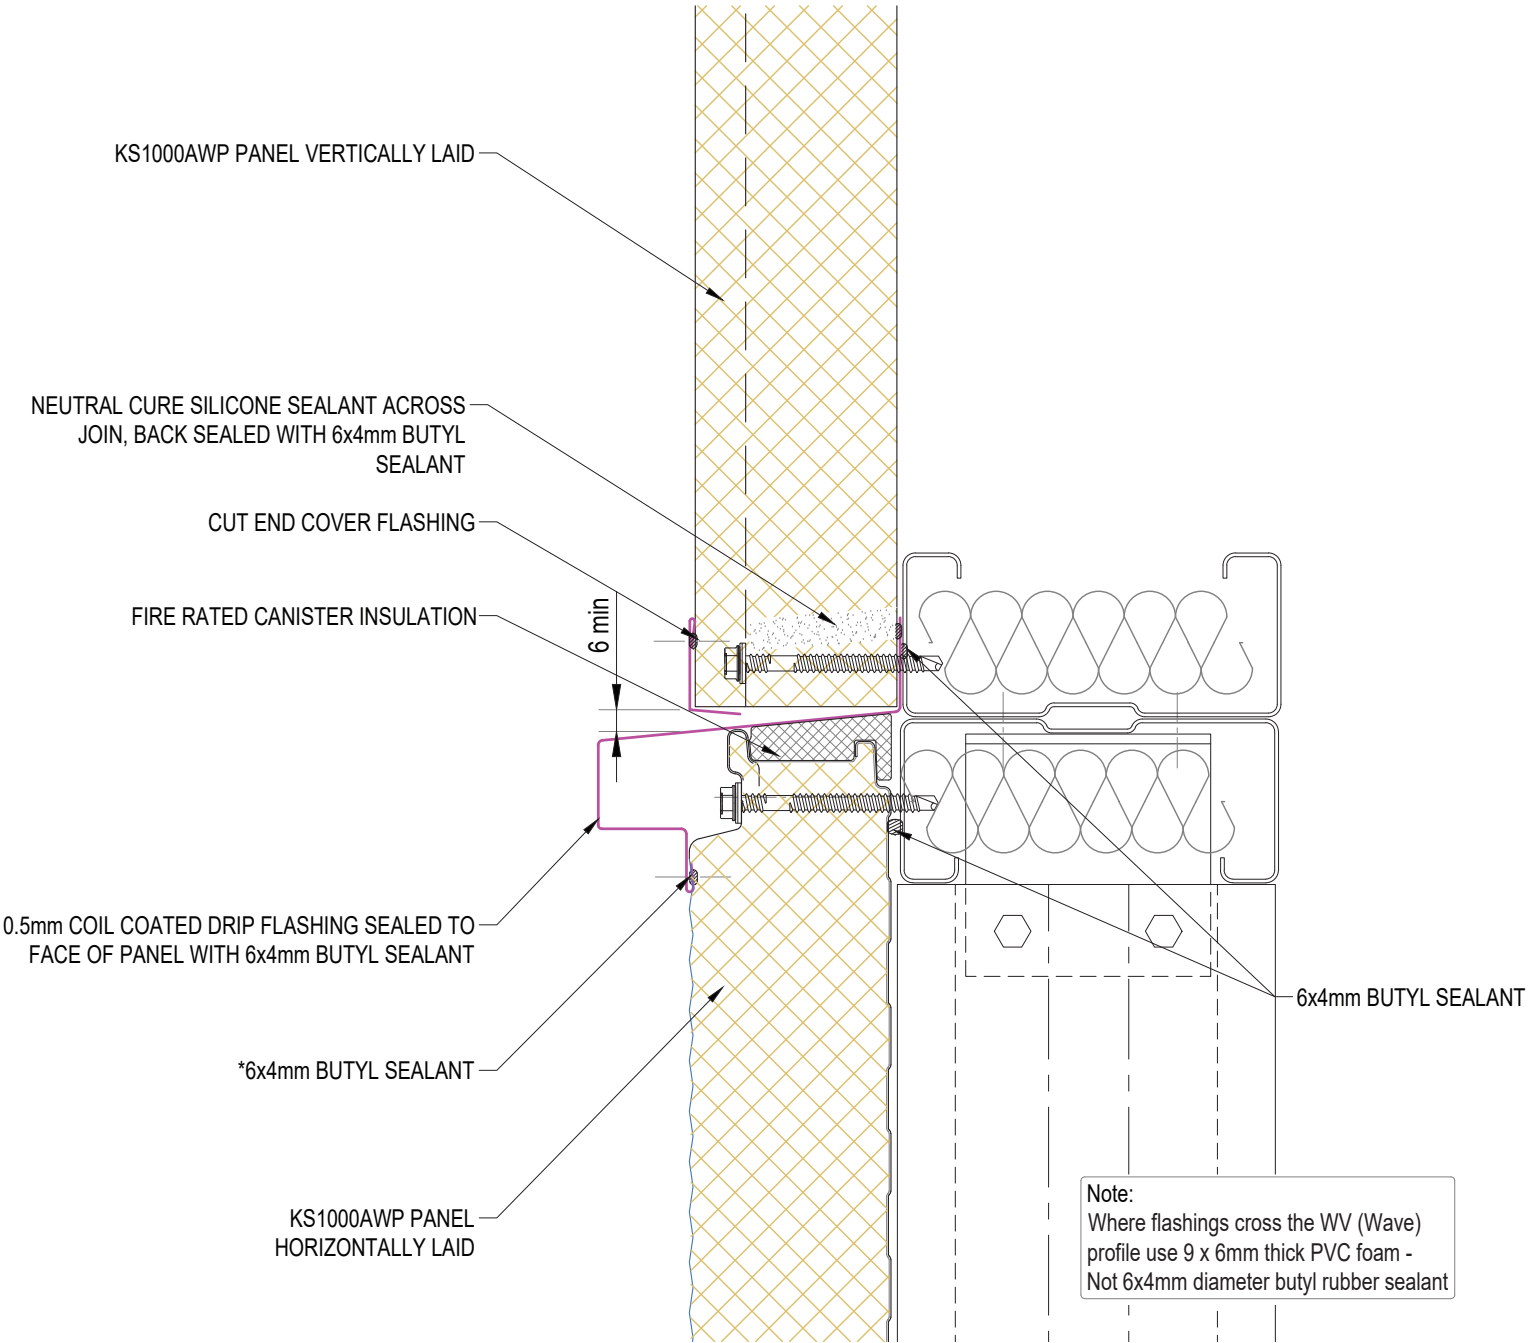 KS1000AWP PANEL VERTICALLY LAID
NEUTRAL CURE SILICONE SEALANT ACROSS
JOIN, BACK SEALED WITH 6x4mm BUTYL
SEALANT
CUT END COVER FLASHING
FIRE RATED CANISTER INSULATION
6 min
0.5mm COIL COATED DRIP FLASHING SEALED TO
FACE OF PANEL WITH 6x4mm BUTYL SEALANT
6x4mm BUTYL SEALANT
*6x4mm BUTYL SEALANT
KS1000AWP PANEL
HORIZONTALLY LAID
Note:
Where flashings cross the WV (Wave)
profile use 9 x 6mm thick PVC foam -
Not 6x4mm diameter butyl rubber sealant